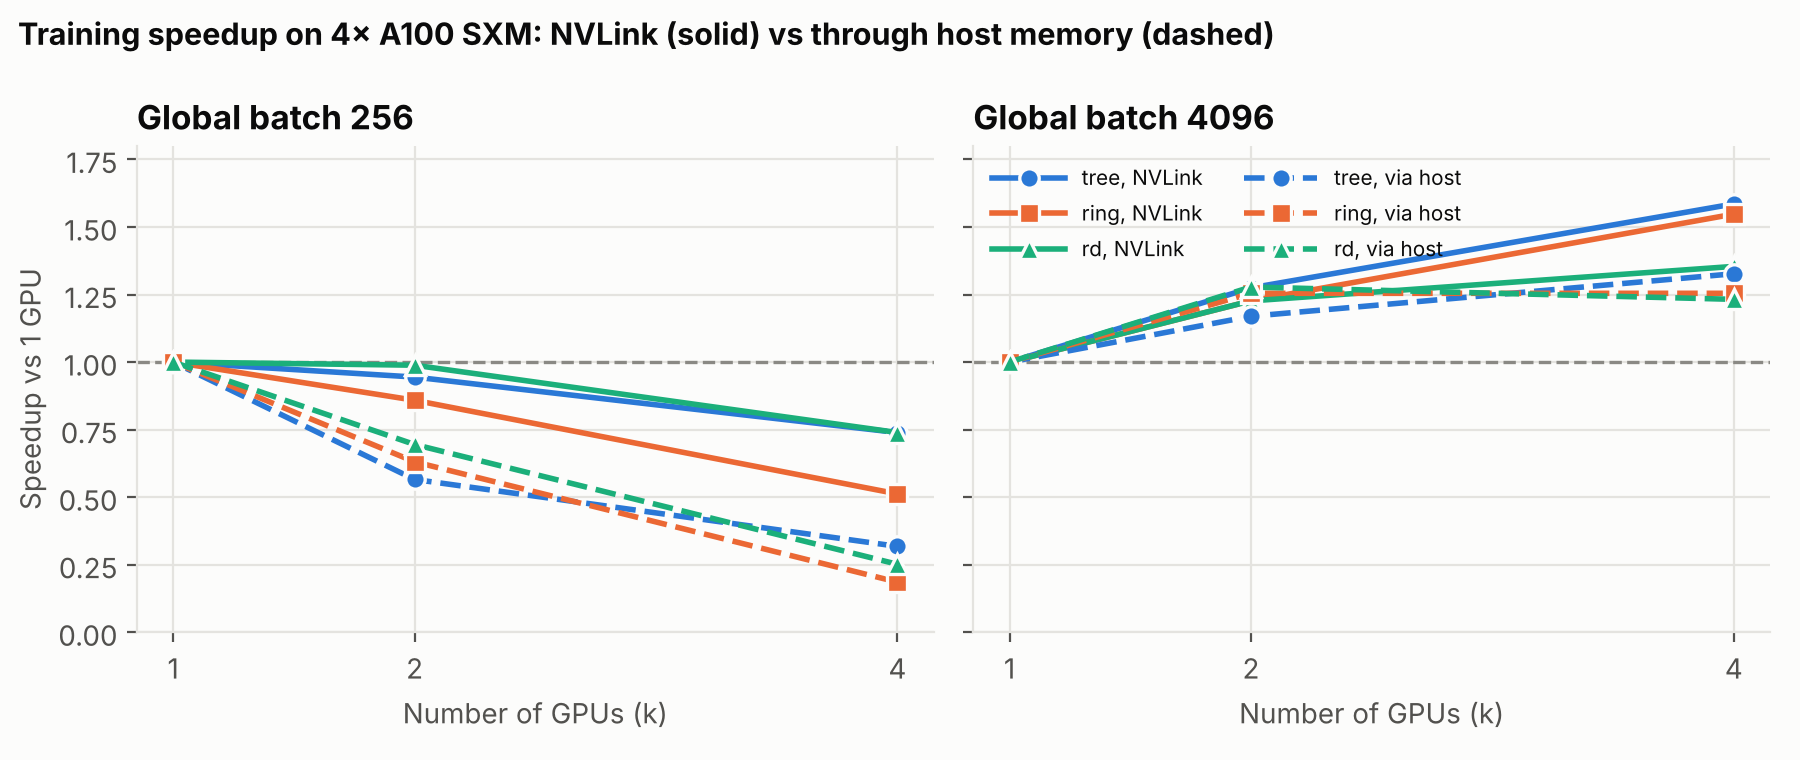 Training speedup on 4× A100 SXM: NVLink (solid) vs through host memory (dashed)
Global batch 256
Global batch 4096
Speedup vs 1 GPU
1.75
1.50
1.25
1.00
0.75
0.50
0.25
0.00
1 2 4
Number of GPUs (k)
tree, NVLink
ring, NVLink
rd, NVLink
tree, via host
ring, via host
rd, via host
1 2 4
Number of GPUs (k)